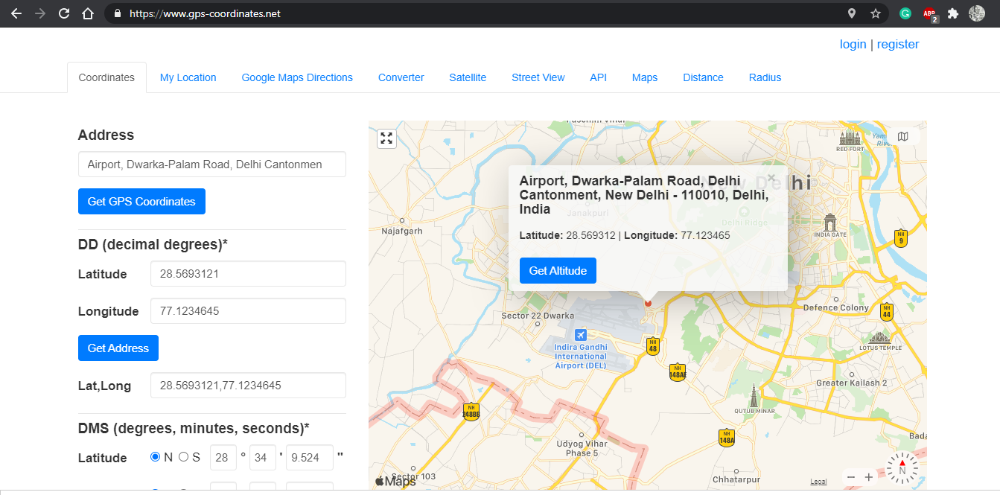 https://www.gps-coordinates.net
ABP
2
login | register
Coordinates
My Location
Google Maps Directions
Converter
Satellite
Street View
API
Maps
Distance
Radius
Address
Airport, Dwarka-Palam Road, Delhi Cantonmen
Get GPS Coordinates
DD (decimal degrees)*
Latitude 28.5693121
Longitude 77.1234645
Get Address
Lat,Long 28.5693121,77.1234645
DMS (degrees, minutes, seconds)*
Latitude N S 28 ° 34 ' 9.524 "
Paschim Vihar
RED FORT
New Delhi
Airport, Dwarka-Palam Road, Delhi
Cantonment, New Delhi - 110010, Delhi,
India
Janakpuri
Delhi Ridge
Latitude: 28.569312 | Longitude: 77.123465
Get Altitude
Najafgarh
INDIA GATE
NH
9
Defence Colony
NH
44
Sector 22 Dwarka
Indira Gandhi
International
Airport (DEL)
NH
48
LOTUS TEMPLE
NH
148AE
Greater Kailash 2
QUTUB MINAR
NH
248BB
NH
148A
Udyog Vihar
Phase 5
Bada
Sector 103
Maps
Chhatarpur
Legal
N